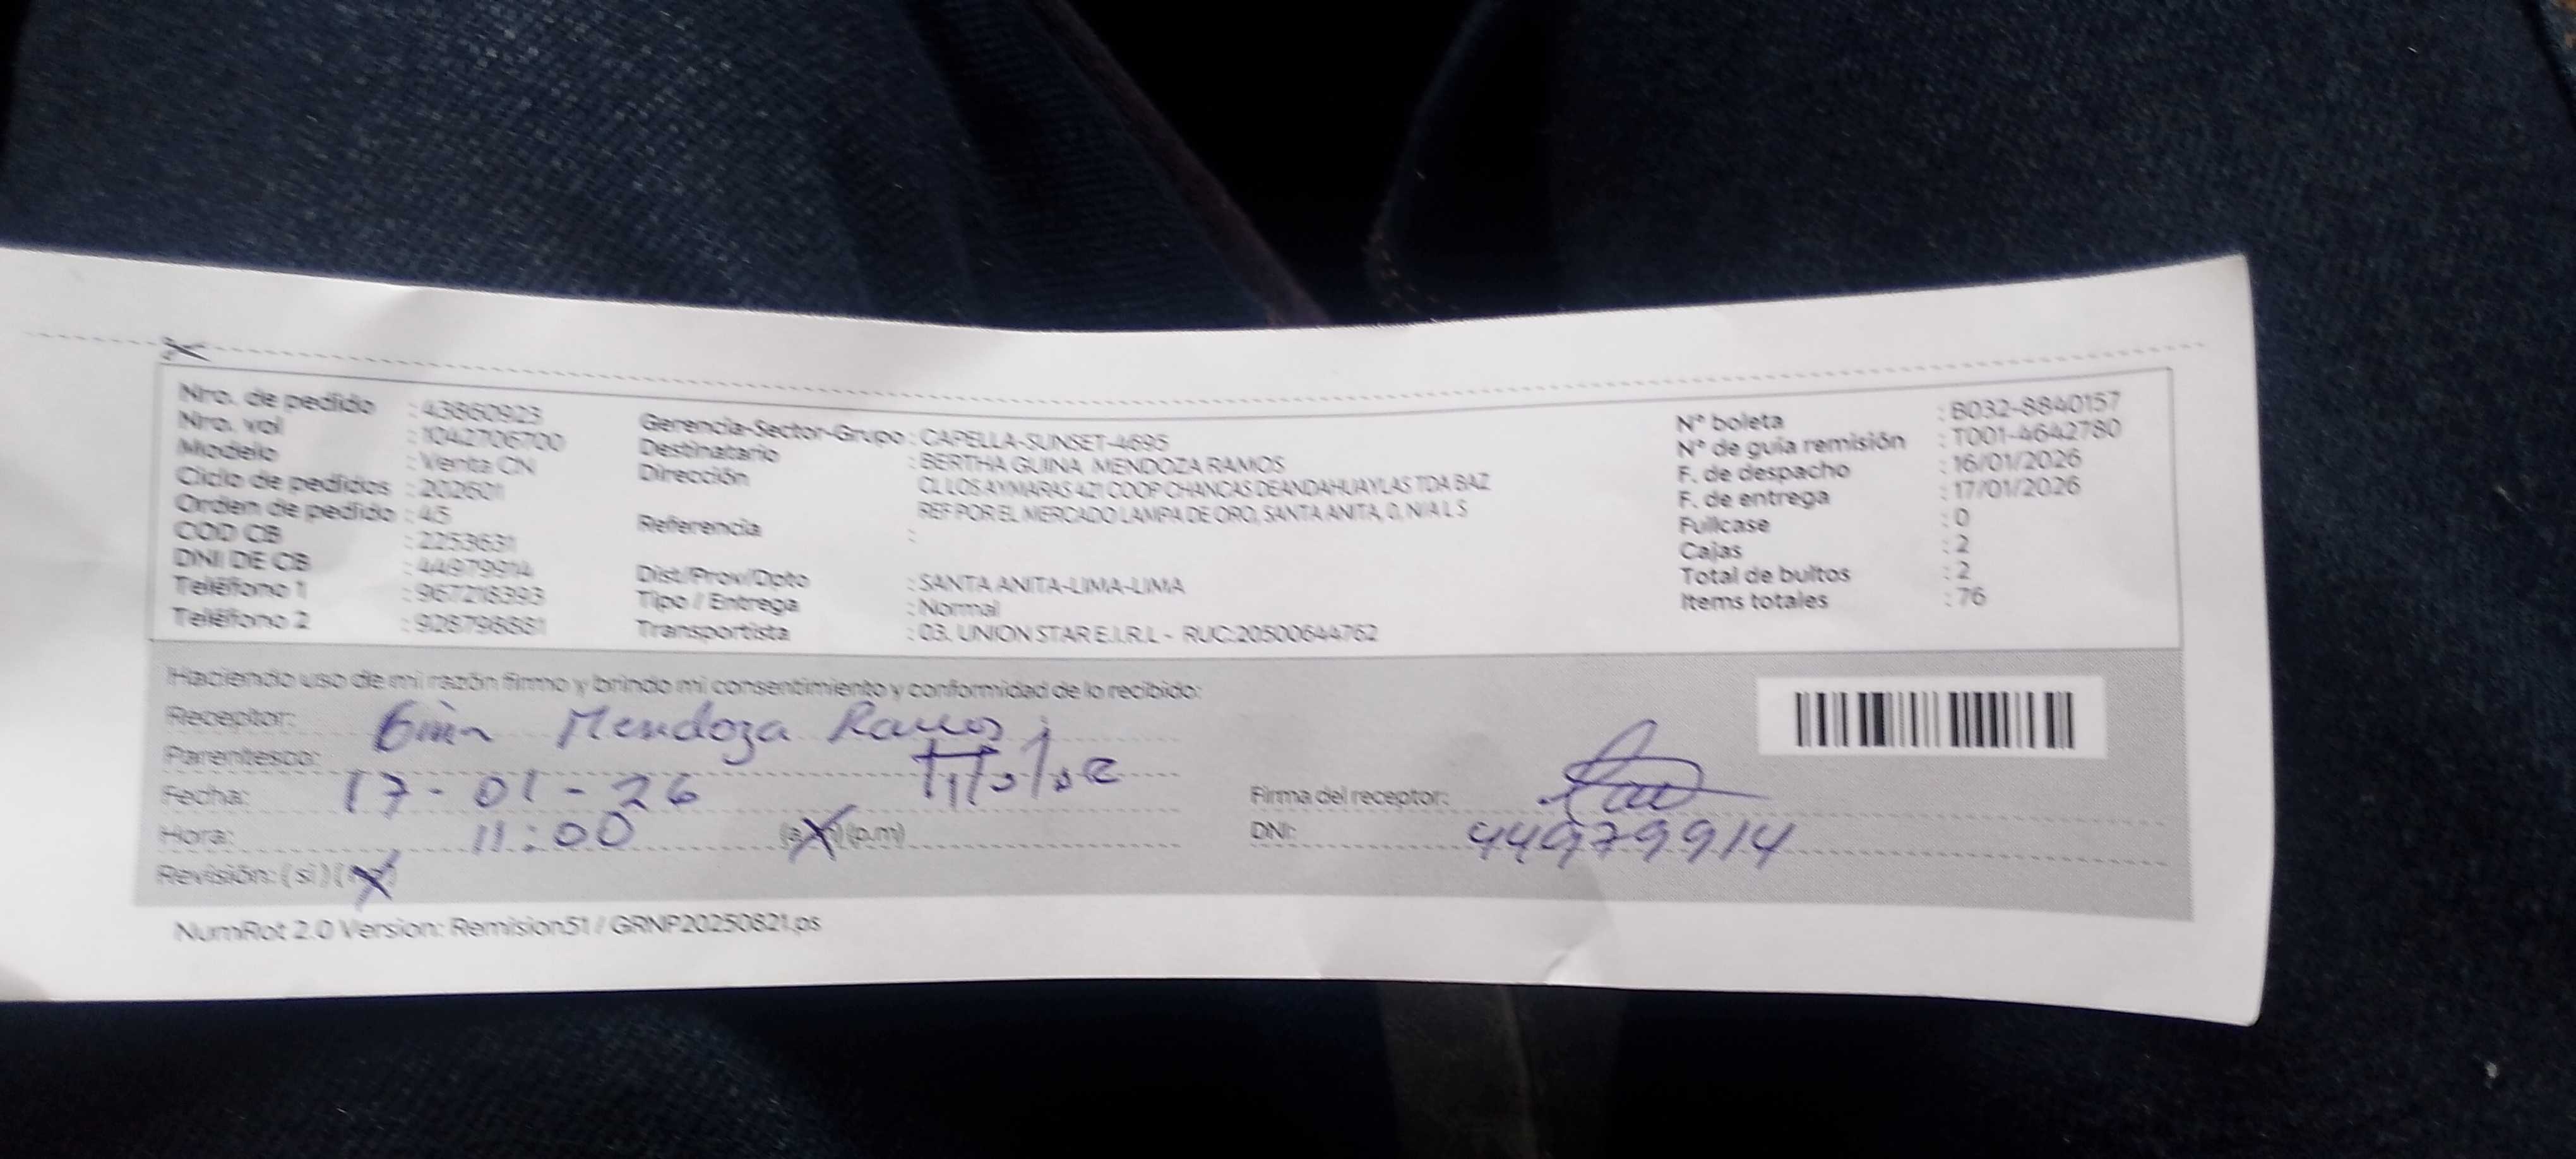 Nro. de pedido : 43860923
Nro. vol : 1042706700
Modelo : Venta CN
Ciclo de pedidos : 202601
Orden de pedido : 45
COD CB : 2253631
DNI DE CB : 44979914
Teléfono 1 : 967218393
Teléfono 2 : 928798881
Gerencia-Sector-Grupo : CAPELLA-SUNSET-4695
Destinatario : BERTHA GUINA MENDOZA RAMOS
Dirección : CL LOS AYMARAS 421 COOP CHANCAS DEANDAHUAYLAS TDA BAZ
REF POR EL MERCADO LAMPA DE ORO, SANTA ANITA, 0, N/A L S
Referencia :
Dist/Prov/Dpto : SANTA ANITA-LIMA-LIMA
Tipo / Entrega : Normal
Transportista : 03. UNION STAR E.I.R.L - RUC:20500644762
N° boleta : B032-8840157
N° de guía remisión : T001-4642780
F. de despacho : 16/01/2026
F. de entrega : 17/01/2026
Fullcase : 0
Cajas : 2
Total de bultos : 2
Items totales : 76
Haciendo uso de mi razón firmo y brindo mi consentimiento y conformidad de lo recibido:
Receptor: Mendoza Ramos
Parentesco: Titular
Fecha: 17-01-26
Hora: 11:00 (a.m) (p.m)
Revisión: (si) (no)
Firma del receptor:
DNI: 44979914
NumRot 2.0 Version: Remision51 / GRNP20250821.ps